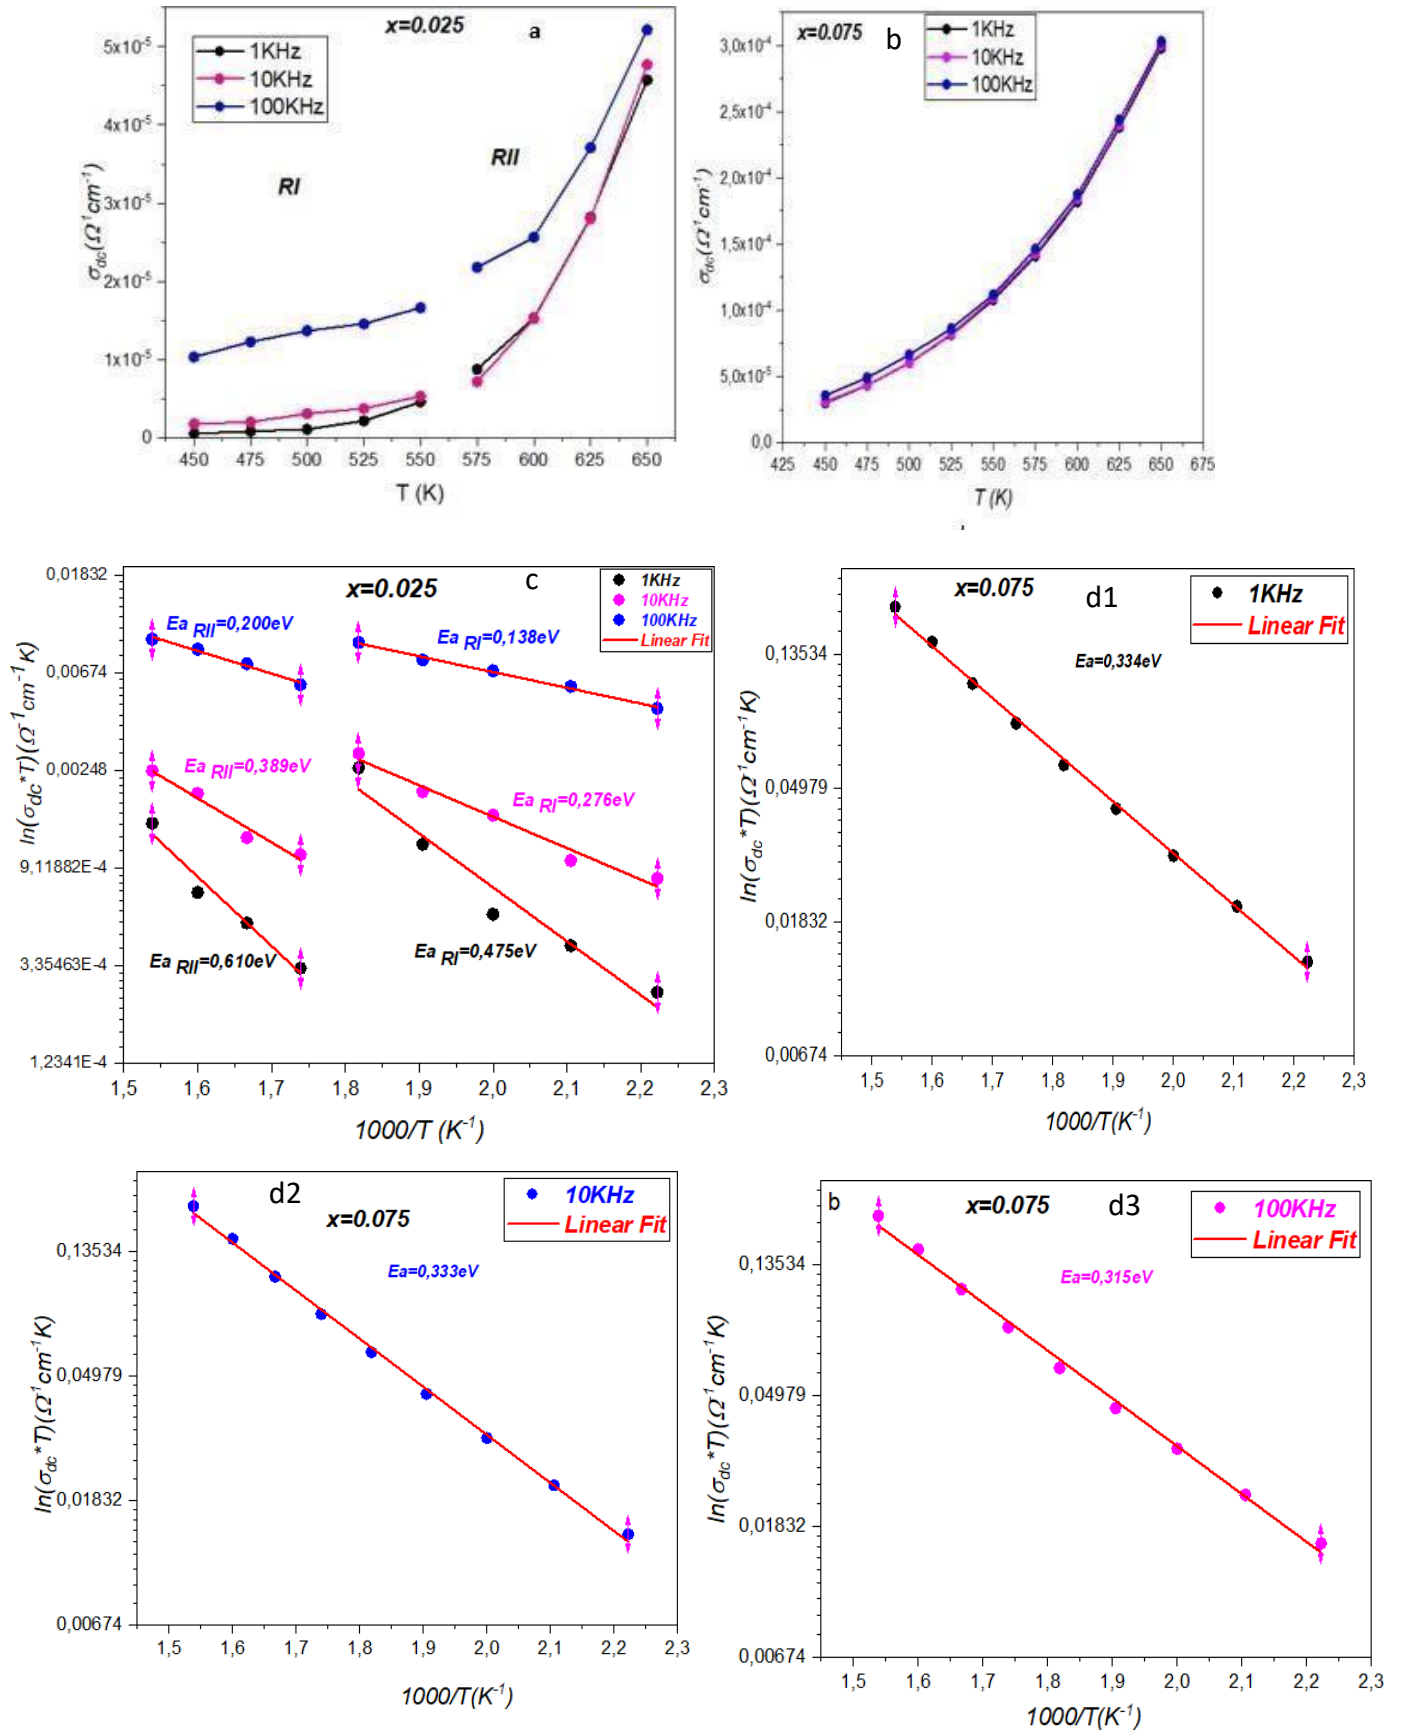 x=0.025
a
1KHz
10KHz
100KHz
RI
RII
5x10-5
4x10-5
3x10-5
2x10-5
1x10-5
0
σdc(Ω-1cm-1)
450 475 500 525 550 575 600 625 650
T (K)
x=0.075
b
1KHz
10KHz
100KHz
3,0x10-4
2,5x10-4
2,0x10-4
1,5x10-4
1,0x10-4
5,0x10-5
0,0
σdc(Ω-1cm-1)
425 450 475 500 525 550 575 600 625 650 675
T (K)
x=0.025
c
1KHz
10KHz
100KHz
Linear Fit
Ea RII=0,200eV
Ea RI=0,138eV
Ea RII=0,389eV
Ea RI=0,276eV
Ea RII=0,610eV
Ea RI=0,475eV
0,01832
0,00674
0,00248
9,11882E-4
3,35463E-4
1,2341E-4
ln(σdc*T)(Ω-1cm-1K)
1,5 1,6 1,7 1,8 1,9 2,0 2,1 2,2 2,3
1000/T (K-1)
x=0.075
d1
1KHz
Linear Fit
Ea=0,334eV
0,13534
0,04979
0,01832
0,00674
ln(σdc*T)(Ω-1cm-1K)
1,5 1,6 1,7 1,8 1,9 2,0 2,1 2,2 2,3
1000/T(K-1)
d2
x=0.075
10KHz
Linear Fit
Ea=0,333eV
0,13534
0,04979
0,01832
0,00674
ln(σdc*T)(Ω-1cm-1K)
1,5 1,6 1,7 1,8 1,9 2,0 2,1 2,2 2,3
1000/T(K-1)
b
x=0.075
d3
100KHz
Linear Fit
Ea=0,315eV
0,13534
0,04979
0,01832
0,00674
ln(σdc*T)(Ω-1cm-1K)
1,5 1,6 1,7 1,8 1,9 2,0 2,1 2,2 2,3
1000/T(K-1)